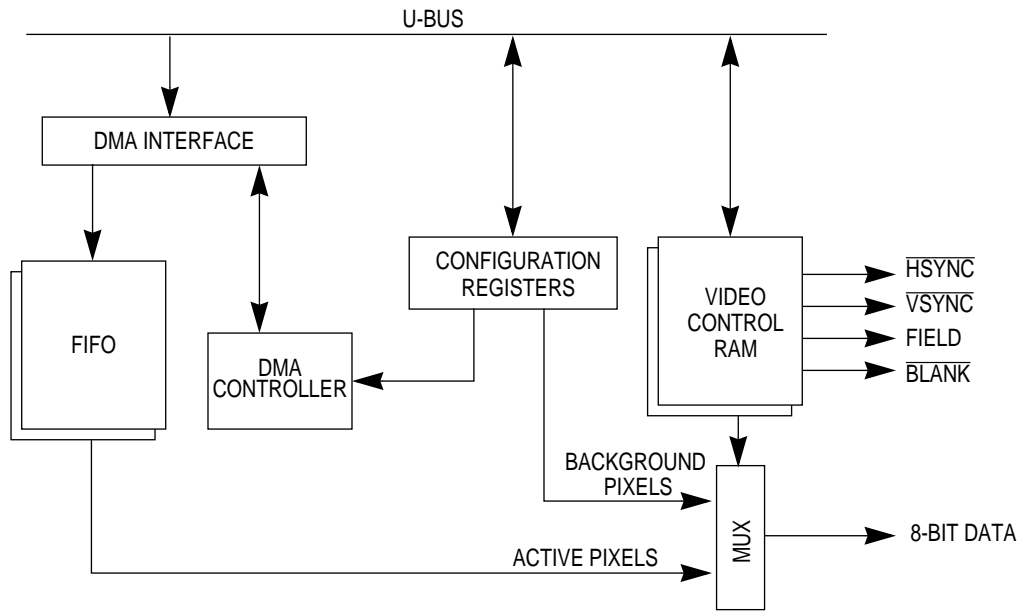 U-BUS
DMA INTERFACE
CONFIGURATION
REGISTERS
VIDEO
CONTROL
RAM
HSYNC
VSYNC
FIELD
BLANK
FIFO
DMA
CONTROLLER
BACKGROUND
PIXELS
MUX
8-BIT DATA
ACTIVE PIXELS